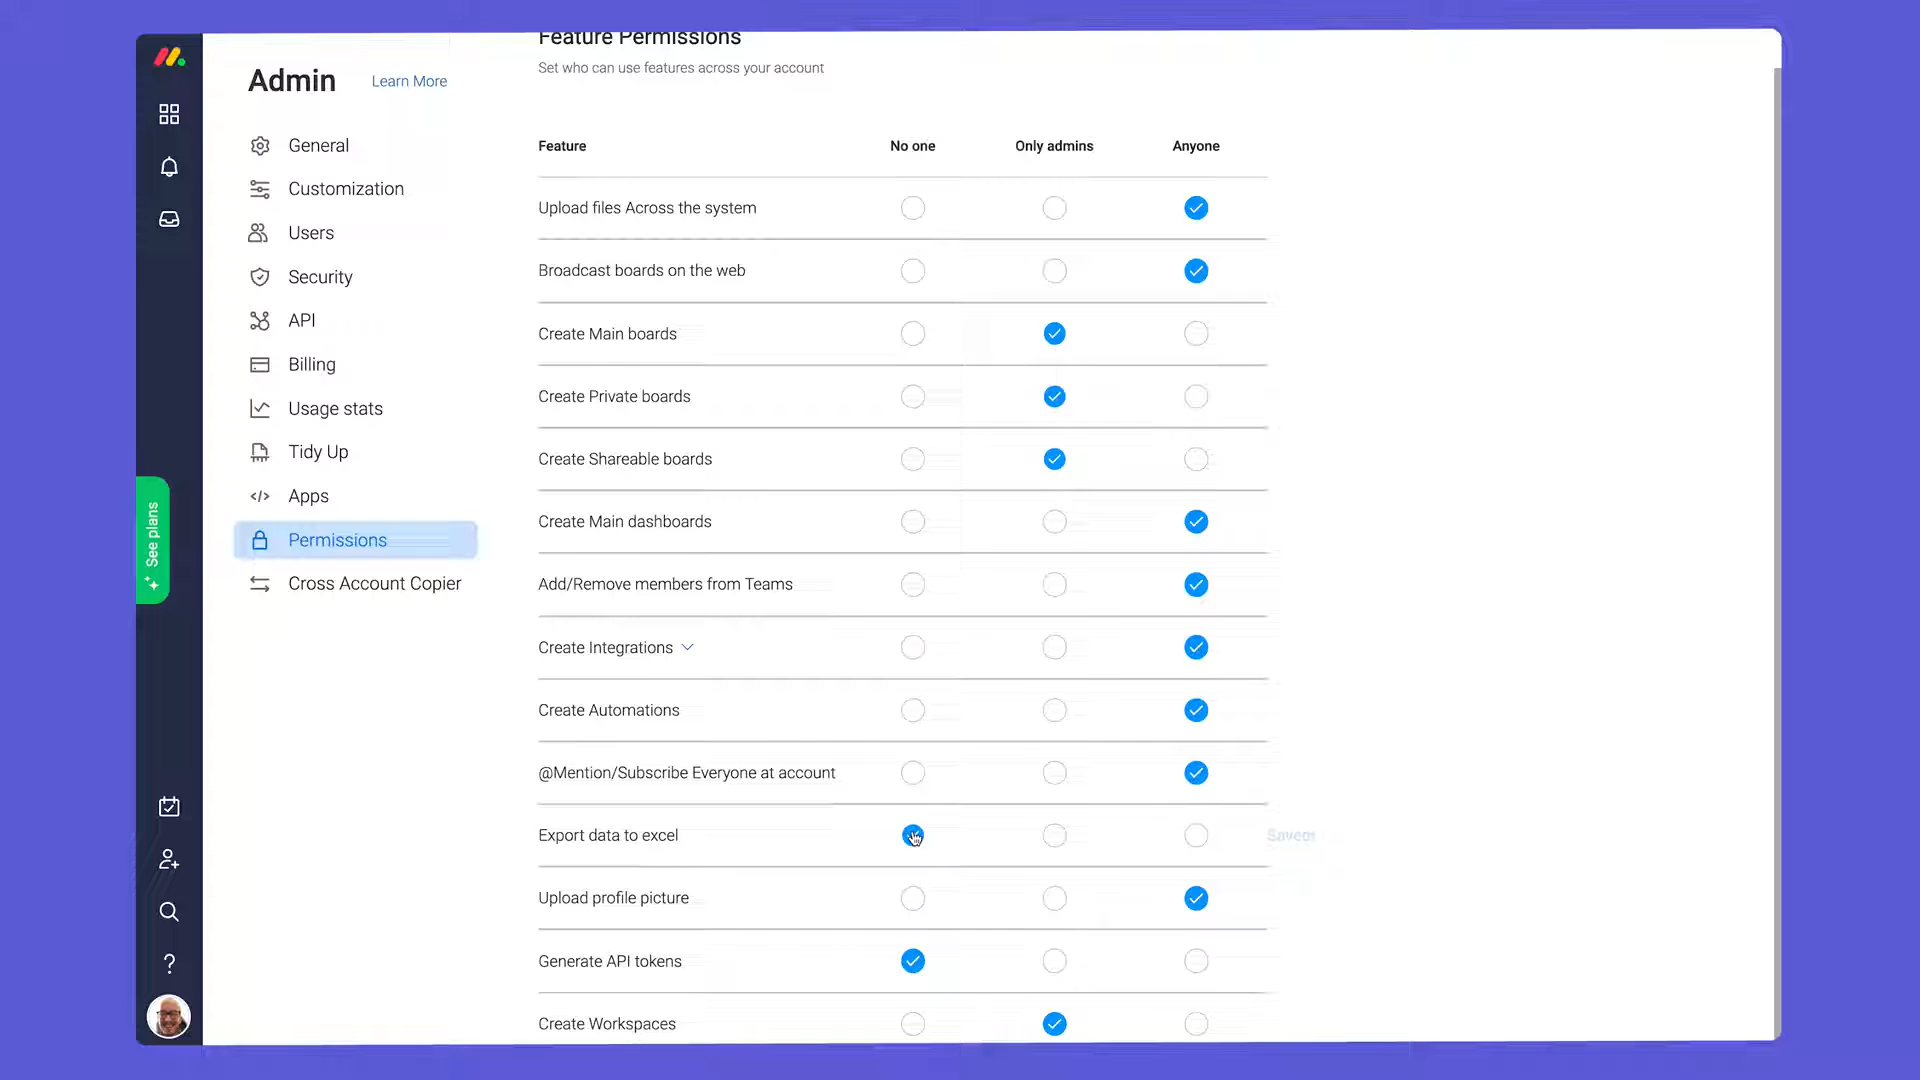 Feature Permissions
Set who can use features across your account
Admin
Learn More
General
Customization
Users
Security
API
Billing
Usage stats
Tidy Up
Apps
Permissions
Cross Account Copier
See plans
Feature No one Only admins Anyone
Upload files Across the system
Broadcast boards on the web
Create Main boards
Create Private boards
Create Shareable boards
Create Main dashboards
Add/Remove members from Teams
Create Integrations
Create Automations
@Mention/Subscribe Everyone at account
Export data to excel
Upload profile picture
Generate API tokens
Create Workspaces